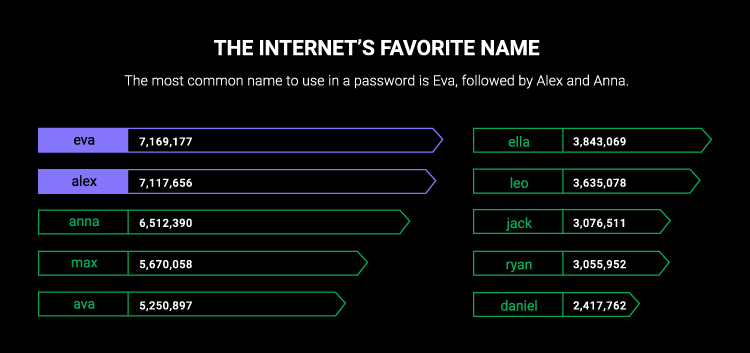 THE INTERNET’S FAVORITE NAME
The most common name to use in a password is Eva, followed by Alex and Anna.
eva 7,169,177
alex 7,117,656
anna 6,512,390
max 5,670,058
ava 5,250,897
ella 3,843,069
leo 3,635,078
jack 3,076,511
ryan 3,055,952
daniel 2,417,762